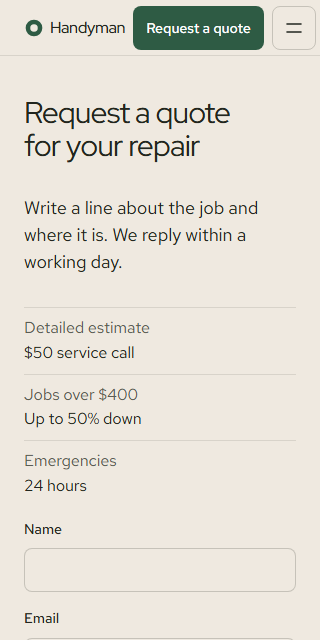 Handyman
Request a quote
Request a quote
for your repair
Write a line about the job and
where it is. We reply within a
working day.
Detailed estimate
$50 service call
Jobs over $400
Up to 50% down
Emergencies
24 hours
Name
Email